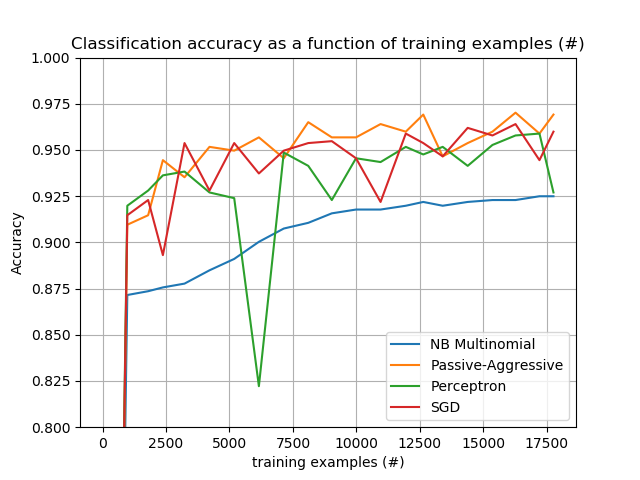 Classification accuracy as a function of training examples (#)
1.000
0.975
0.950
0.925
0.900
0.875
0.850
0.825
0.800
Accuracy
NB Multinomial
Passive-Aggressive
Perceptron
SGD
0 2500 5000 7500 10000 12500 15000 17500
training examples (#)